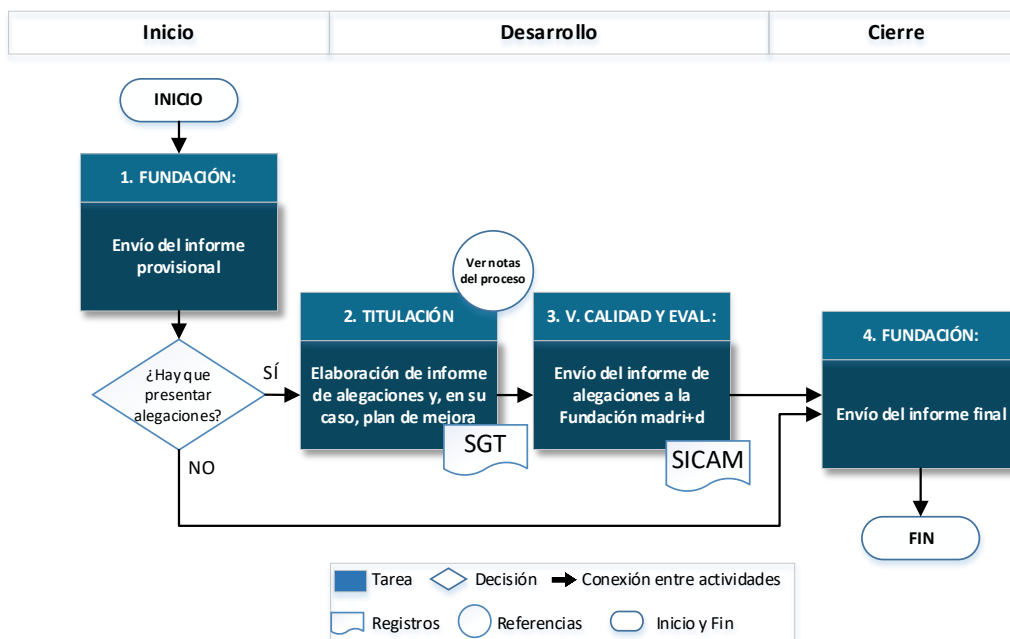 Inicio
Desarrollo
Cierre
INICIO
1. FUNDACIÓN:
Envío del informe
provisional
¿Hay que
presentar
alegaciones?
SÍ
NO
Ver notas
del proceso
2. TITULACIÓN
Elaboración de informe
de alegaciones y, en su
caso, plan de mejora
SGT
3. V. CALIDAD Y EVAL.:
Envío del informe de
alegaciones a la
Fundación madri+d
SICAM
4. FUNDACIÓN:
Envío del informe final
FIN
Tarea
Decisión
Conexión entre actividades
Registros
Referencias
Inicio y Fin